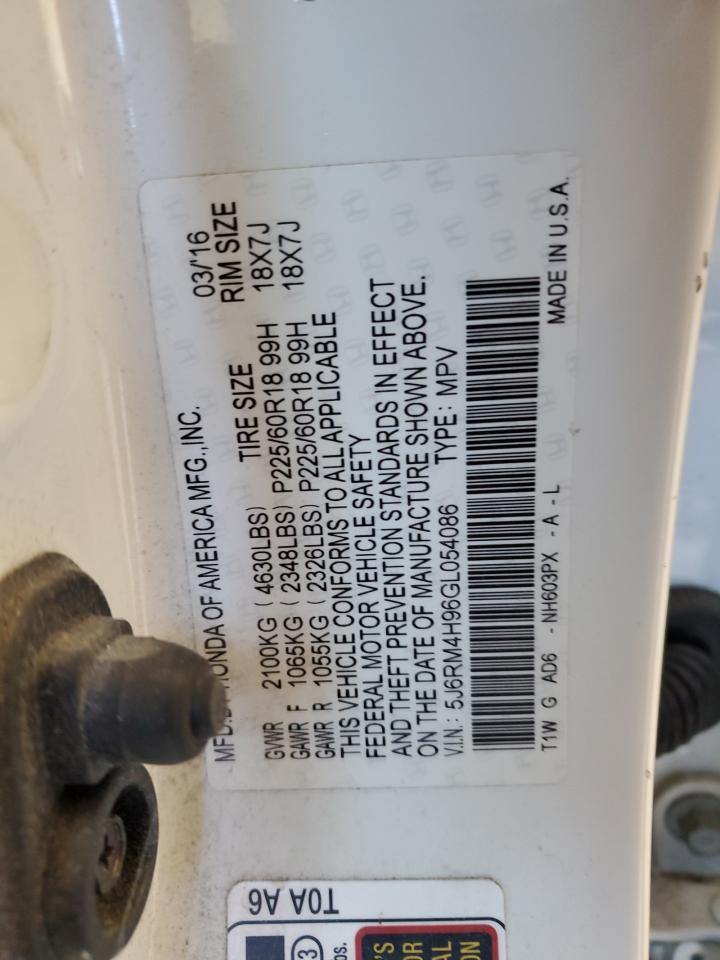 MFD.BY HONDA OF AMERICA MFG.,INC. 03/'16
TIRE SIZE RIM SIZE
GVWR 2100KG ( 4630LBS)
GAWR F 1065KG ( 2348LBS) P225/60R18 99H 18X7J
GAWR R 1055KG ( 2326LBS) P225/60R18 99H 18X7J
THIS VEHICLE CONFORMS TO ALL APPLICABLE
FEDERAL MOTOR VEHICLE SAFETY
AND THEFT PREVENTION STANDARDS IN EFFECT
ON THE DATE OF MANUFACTURE SHOWN ABOVE.
V.I.N.: 5J6RM4H96GL054086 TYPE: MPV
T1W G AD6 - NH603PX - A - L MADE IN U.S.A.
T0A A6
3